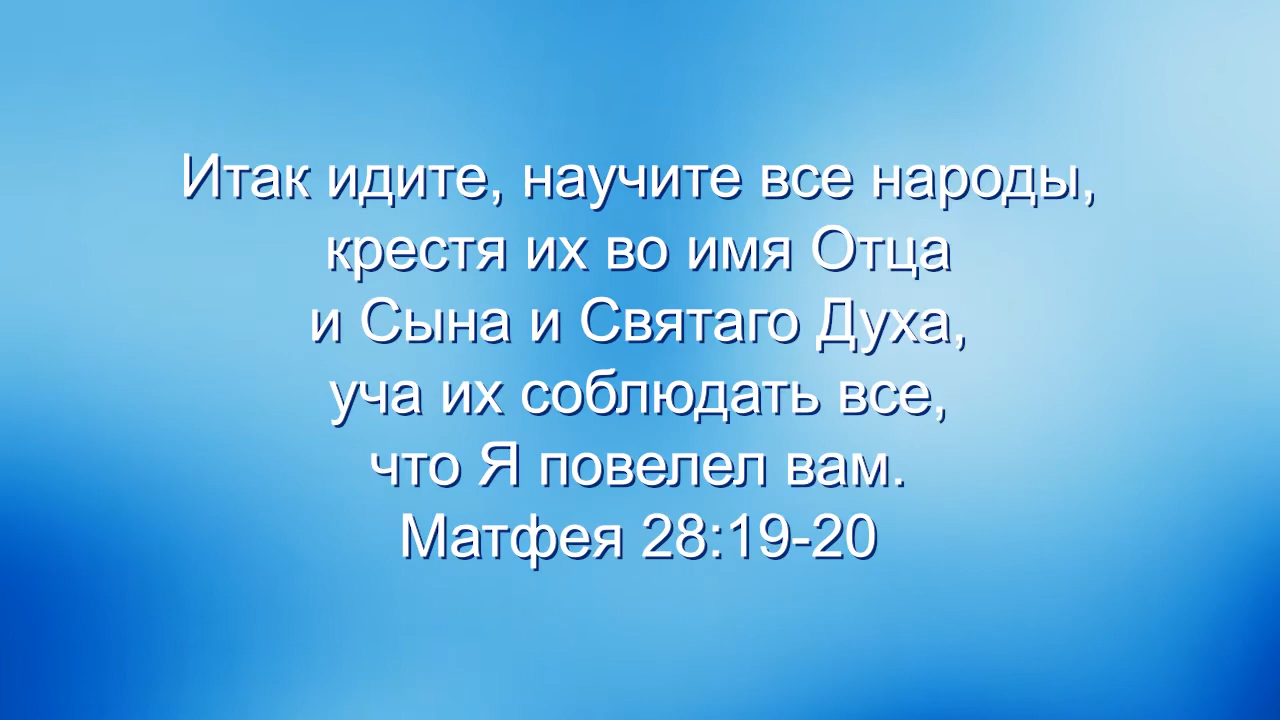 Итак идите, научите все народы,
крестя их во имя Отца
и Сына и Святаго Духа,
уча их соблюдать все,
что Я повелел вам.
Матфея 28:19-20